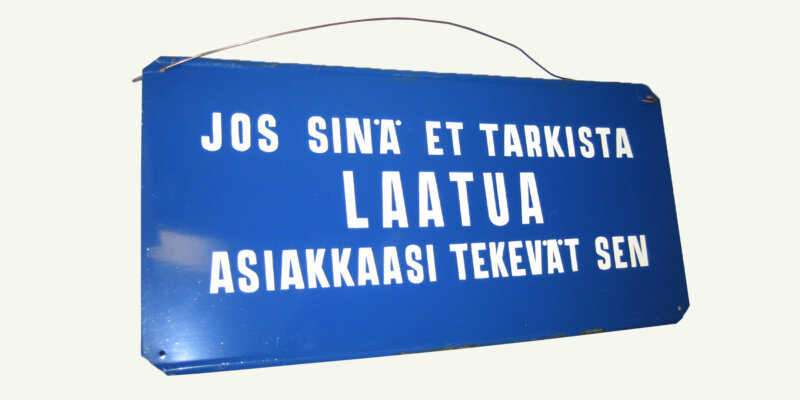 JOS SINÄ ET TARKISTA
LAATUA
ASIAKKAASI TEKEVÄT SEN